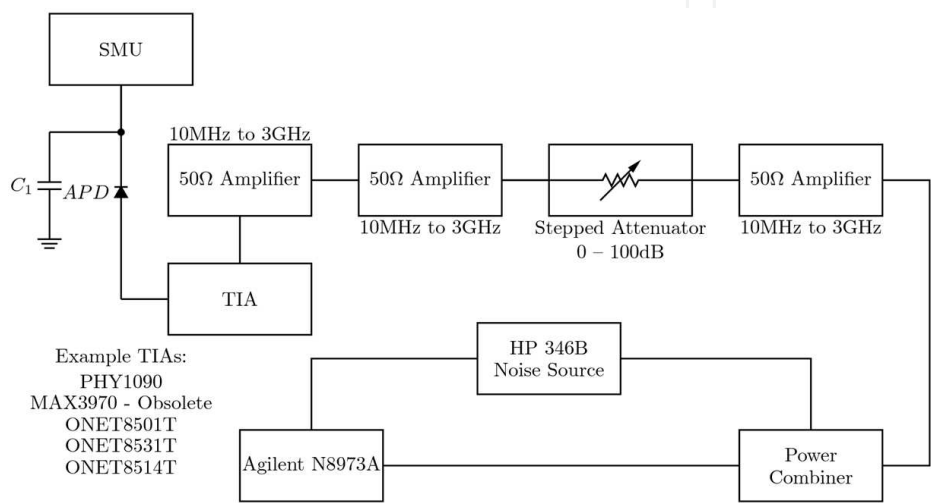 SMU
10MHz to 3GHz
C₁
APD
50Ω Amplifier
50Ω Amplifier
50Ω Amplifier
10MHz to 3GHz
Stepped Attenuator
0 – 100dB
10MHz to 3GHz
TIA
Example TIAs:
PHY1090
MAX3970 - Obsolete
ONET8501T
ONET8531T
ONET8514T
HP 346B
Noise Source
Agilent N8973A
Power
Combiner